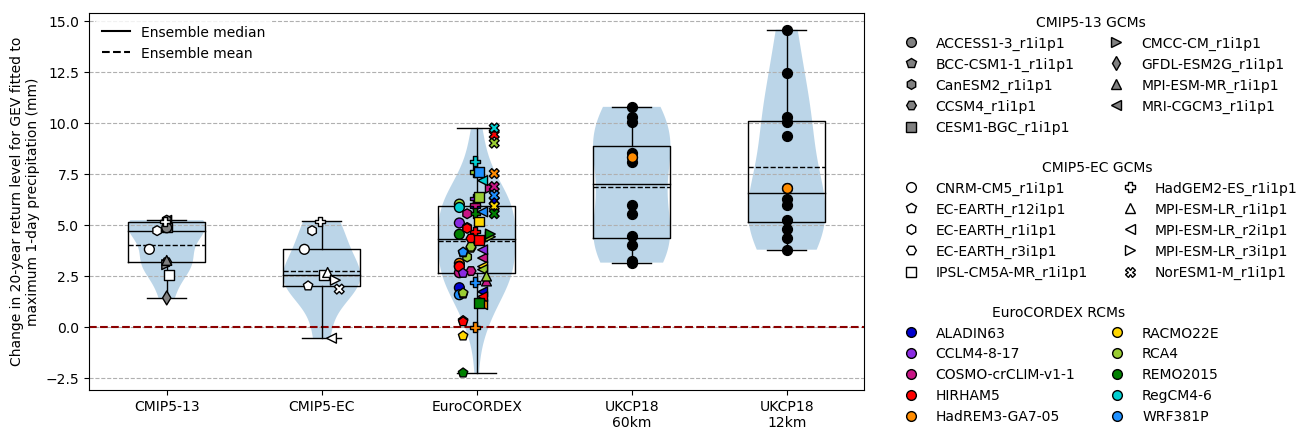 Change in 20-year return level for GEV fitted to
maximum 1-day precipitation (mm)
15.0
12.5
10.0
7.5
5.0
2.5
0.0
−2.5
Ensemble median
Ensemble mean
CMIP5-13
CMIP5-EC
EuroCORDEX
UKCP18
60km
UKCP18
12km
CMIP5-13 GCMs
ACCESS1-3_r1i1p1
BCC-CSM1-1_r1i1p1
CanESM2_r1i1p1
CCSM4_r1i1p1
CESM1-BGC_r1i1p1
CMCC-CM_r1i1p1
GFDL-ESM2G_r1i1p1
MPI-ESM-MR_r1i1p1
MRI-CGCM3_r1i1p1
CMIP5-EC GCMs
CNRM-CM5_r1i1p1
EC-EARTH_r12i1p1
EC-EARTH_r1i1p1
EC-EARTH_r3i1p1
IPSL-CM5A-MR_r1i1p1
HadGEM2-ES_r1i1p1
MPI-ESM-LR_r1i1p1
MPI-ESM-LR_r2i1p1
MPI-ESM-LR_r3i1p1
NorESM1-M_r1i1p1
EuroCORDEX RCMs
ALADIN63
CCLM4-8-17
COSMO-crCLIM-v1-1
HIRHAM5
HadREM3-GA7-05
RACMO22E
RCA4
REMO2015
RegCM4-6
WRF381P